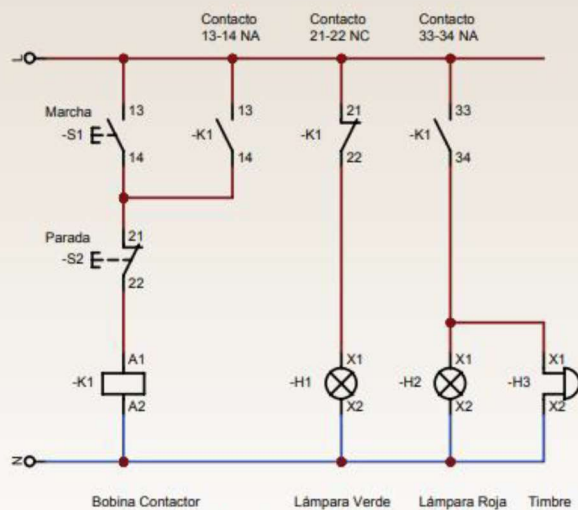 Contacto
13-14 NA
Contacto
21-22 NC
Contacto
33-34 NA
L
Marcha
-S1
13
14
-K1
13
14
-K1
21
22
-K1
33
34
Parada
-S2
21
22
-K1
A1
A2
-H1
X1
X2
-H2
X1
X2
-H3
X1
X2
N
Bobina Contactor
Lámpara Verde
Lámpara Roja
Timbre